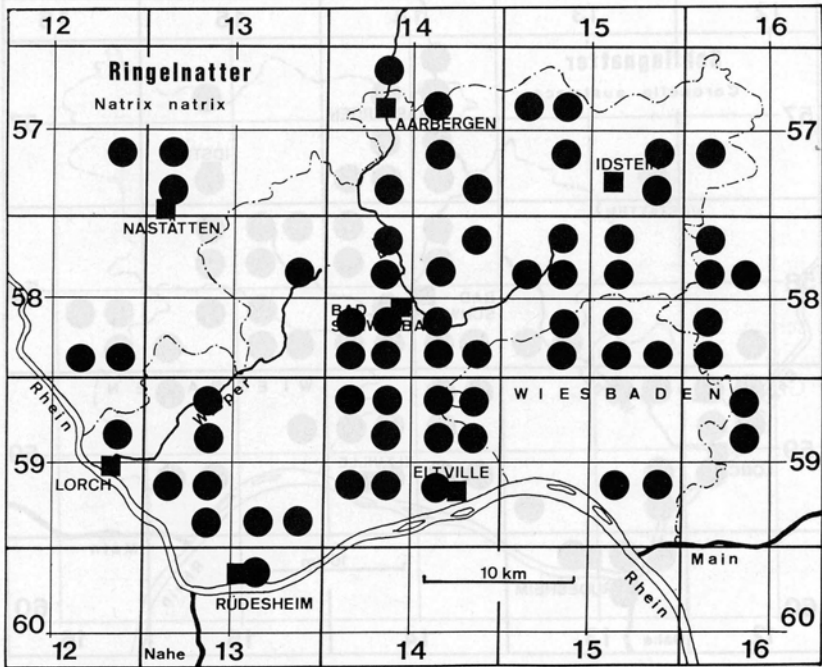 12 13 14 15 16
Ringelnatter
Natrix natrix
AARBERGEN
57 57
IDSTEIN
NASTÄTTEN
58 58
BAD
Rhein
Wisper
WIESBADEN
59 59
LORCH
ELTVILLE
Main
10 km
Rhein
RÜDESHEIM
60 60
12 13 14 15 16
Nahe